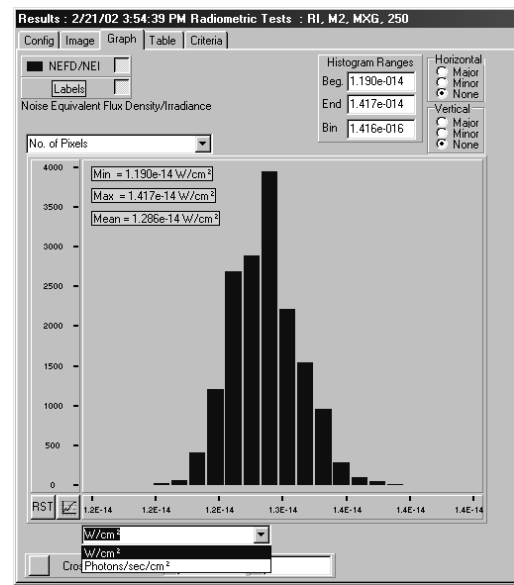 Results : 2/21/02 3:54:39 PM Radiometric Tests : RI, M2, MXG, 250
Config Image Graph Table Criteria
NEFD/NEI
Labels
Noise Equivalent Flux Density/Irradiance
Histogram Ranges
Beg. 1.190e-014
End 1.417e-014
Bin 1.416e-016
Horizontal
Major
Minor
None
Vertical
Major
Minor
None
No. of Pixels
Min = 1.190e-14 W/cm²
Max = 1.417e-14 W/cm²
Mean = 1.286e-14 W/cm²
4000
3500
3000
2500
2000
1500
1000
500
0
RST
1.2E-14 1.2E-14 1.2E-14 1.3E-14 1.4E-14 1.4E-14 1.4E-14
W/cm²
W/cm²
Photons/sec/cm²